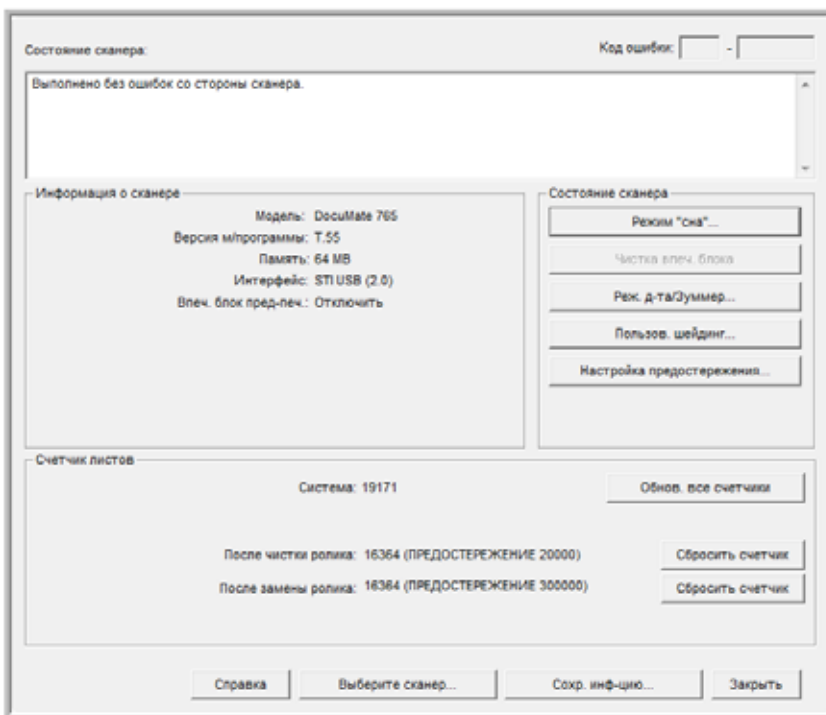 Состояние сканера:
Код ошибки:
-
Выполнено без ошибок со стороны сканера.
Информация о сканере
Модель: DocuMate 765
Версия м/программы: T.55
Память: 64 MB
Интерфейс: STI USB (2.0)
Впеч. блок пред-печ.: Отключить
Состояние сканера
Режим "сна"...
Чистка впеч. блока
Реж. д-та/Зуммер...
Пользов. шейдинг...
Настройка предостережения...
Счетчик листов
Система: 19171
Обнов. все счетчики
После чистки ролика: 16364 (ПРЕДОСТЕРЕЖЕНИЕ 20000)
Сбросить счетчик
После замены ролика: 16364 (ПРЕДОСТЕРЕЖЕНИЕ 300000)
Сбросить счетчик
Справка
Выберите сканер...
Сохр. инф-цию...
Закрыть